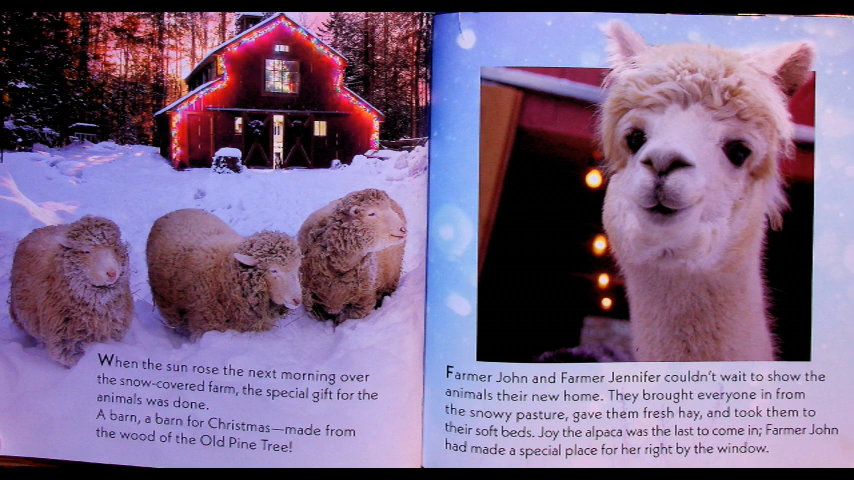 When the sun rose the next morning over
the snow-covered farm, the special gift for the
animals was done.
A barn, a barn for Christmas—made from
the wood of the Old Pine Tree!
Farmer John and Farmer Jennifer couldn't wait to show the
animals their new home. They brought everyone in from
the snowy pasture, gave them fresh hay, and took them to
their soft beds. Joy the alpaca was the last to come in; Farmer John
had made a special place for her right by the window.